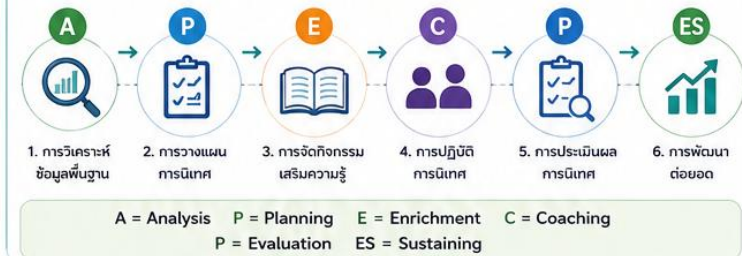 A P E C P ES
1. การวิเคราะห์
ข้อมูลพื้นฐาน
2. การวางแผน
การนิเทศ
3. การจัดกิจกรรม
เสริมความรู้
4. การปฏิบัติ
การนิเทศ
5. การประเมินผล
การนิเทศ
6. การพัฒนา
ต่อยอด
A = Analysis P = Planning E = Enrichment C = Coaching
P = Evaluation ES = Sustaining